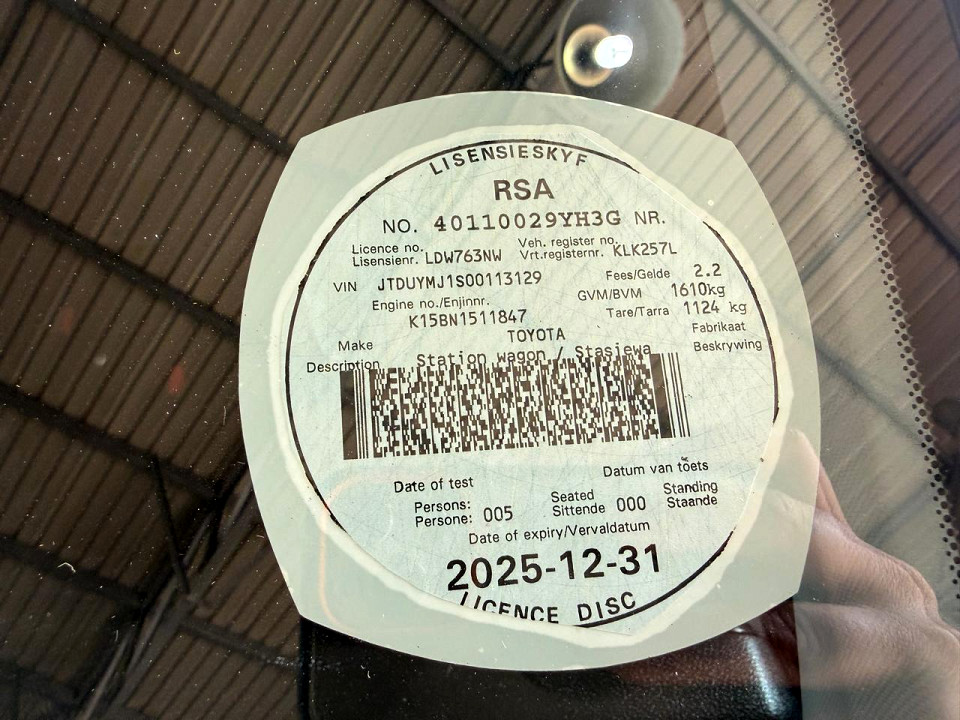 LISENSIESKYF
RSA
NO. 40110029YH3G NR.
Licence no. Veh. register no.
Lisensienr. LDW763NW Vrt.registernr. KLK257L
VIN JTDUYMJ1S00113129 Fees/Gelde 2.2
Engine no./Enjinnr. GVM/BVM 1610kg
K15BN1511847 Tare/Tarra 1124 kg
Make TOYOTA Fabrikaat
Description Station wagon / Stasiewa Beskrywing
Date of test Datum van toets
Persons: Seated Standing
Persone: 005 Sittende 000 Staande
Date of expiry/Vervaldatum
2025-12-31
LICENCE DISC